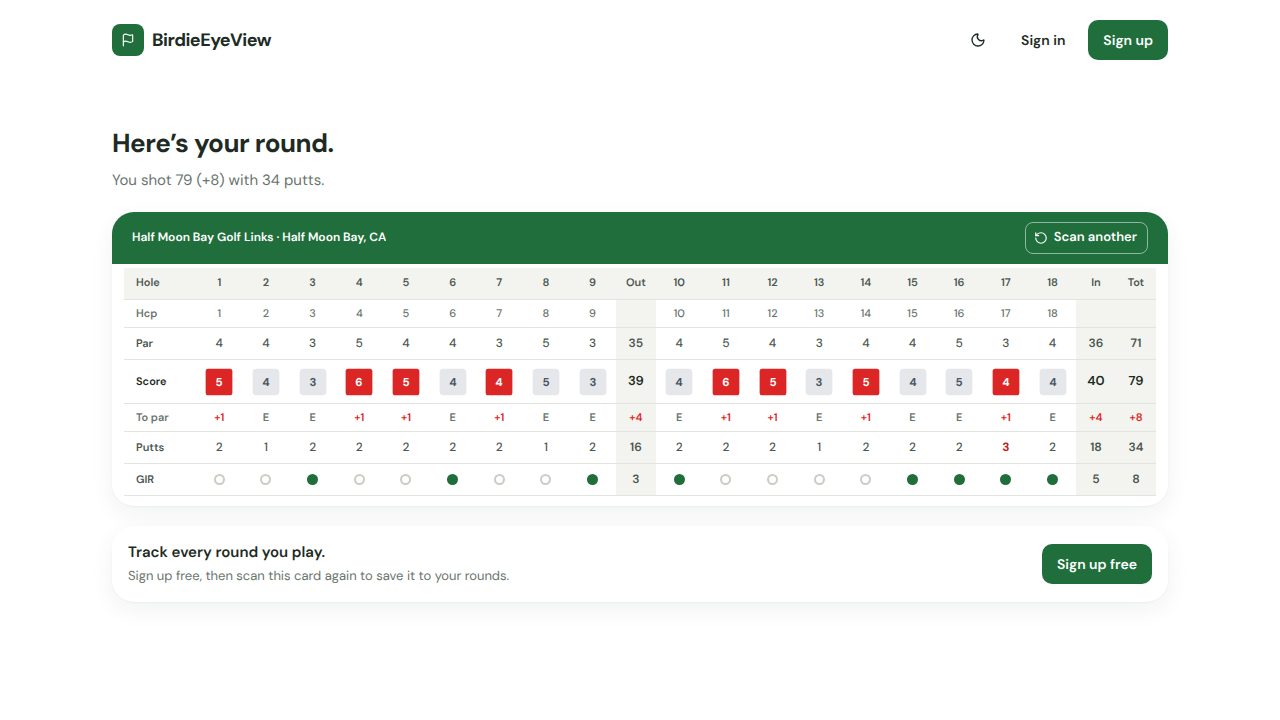 BirdieEyeView
Sign in
Sign up
Here’s your round.
You shot 79 (+8) with 34 putts.
Half Moon Bay Golf Links · Half Moon Bay, CA
Scan another
Hole 1 2 3 4 5 6 7 8 9 Out 10 11 12 13 14 15 16 17 18 In Tot
Hcp 1 2 3 4 5 6 7 8 9 10 11 12 13 14 15 16 17 18
Par 4 4 3 5 4 4 3 5 3 35 4 5 4 3 4 4 5 3 4 36 71
Score 5 4 3 6 5 4 4 5 3 39 4 6 5 3 5 4 5 4 4 40 79
To par +1 E E +1 +1 E +1 E E +4 E +1 +1 E +1 E E +1 E +4 +8
Putts 2 1 2 2 2 2 2 1 2 16 2 2 2 1 2 2 2 3 2 18 34
GIR 3 5 8
Track every round you play.
Sign up free, then scan this card again to save it to your rounds.
Sign up free